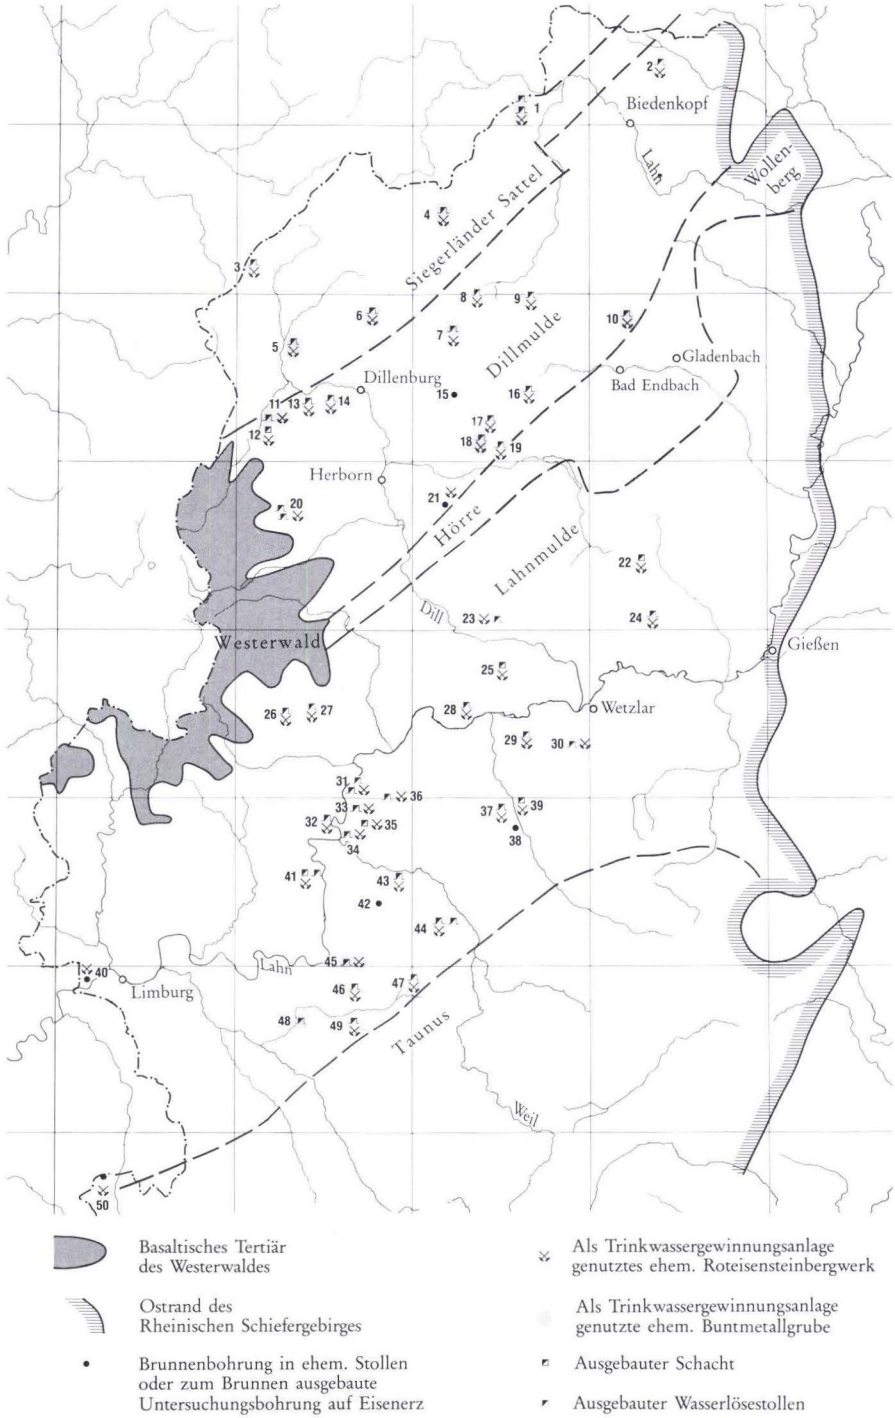 1
2
Biedenkopf
Lahn
Wollen-
berg
Siegerländer Sattel
4
3
8
9
6
7
10
5
Dillmulde
Gladenbach
Bad Endbach
Dillenburg
15
16
11
13
14
12
17
18
19
Herborn
20
21
Hörre
Lahnmulde
22
Dill
23
24
Westerwald
Gießen
25
26
27
28
Wetzlar
29
30
31
36
33
32
35
34
37
39
38
41
43
42
44
Lahn
45
40
Limburg
46
47
48
49
Taunus
Weil
50
Basaltisches Tertiär
des Westerwaldes
Ostrand des
Rheinischen Schiefergebirges
Brunnenbohrung in ehem. Stollen
oder zum Brunnen ausgebaute
Untersuchungsbohrung auf Eisenerz
Als Trinkwassergewinnungsanlage
genutztes ehem. Roteisensteinbergwerk
Als Trinkwassergewinnungsanlage
genutzte ehem. Buntmetallgrube
Ausgebauter Schacht
Ausgebauter Wasserlösestollen